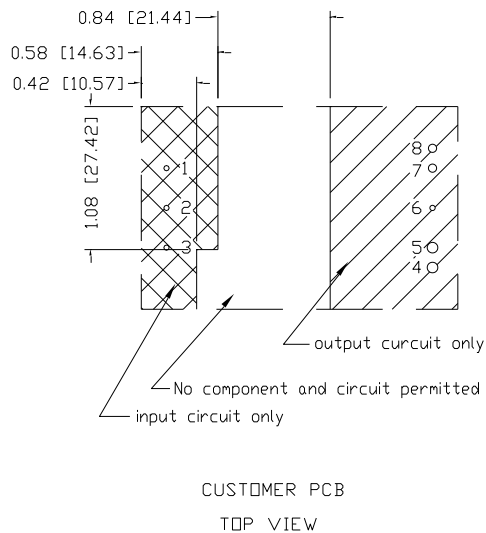 0.84 [21.44]
0.58 [14.63]
0.42 [10.57]
1.08 [27.42]
1
2
3
8
7
6
5
4
output curcuit only
No component and circuit permitted
input circuit only
CUSTOMER PCB
TOP VIEW